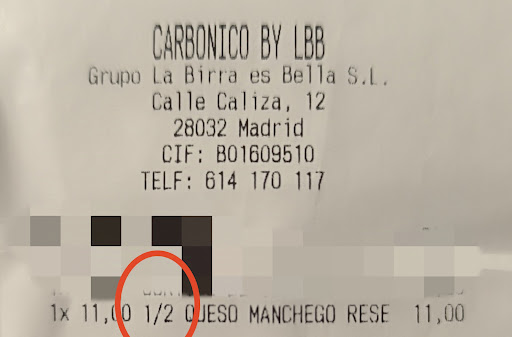 CARBONICO BY LBB
Grupo La Birra es Bella S.L.
Calle Caliza, 12
28032 Madrid
CIF: B01609510
TELF: 614 170 117
1x 11,00 1/2 QUESO MANCHEGO RESE 11,00